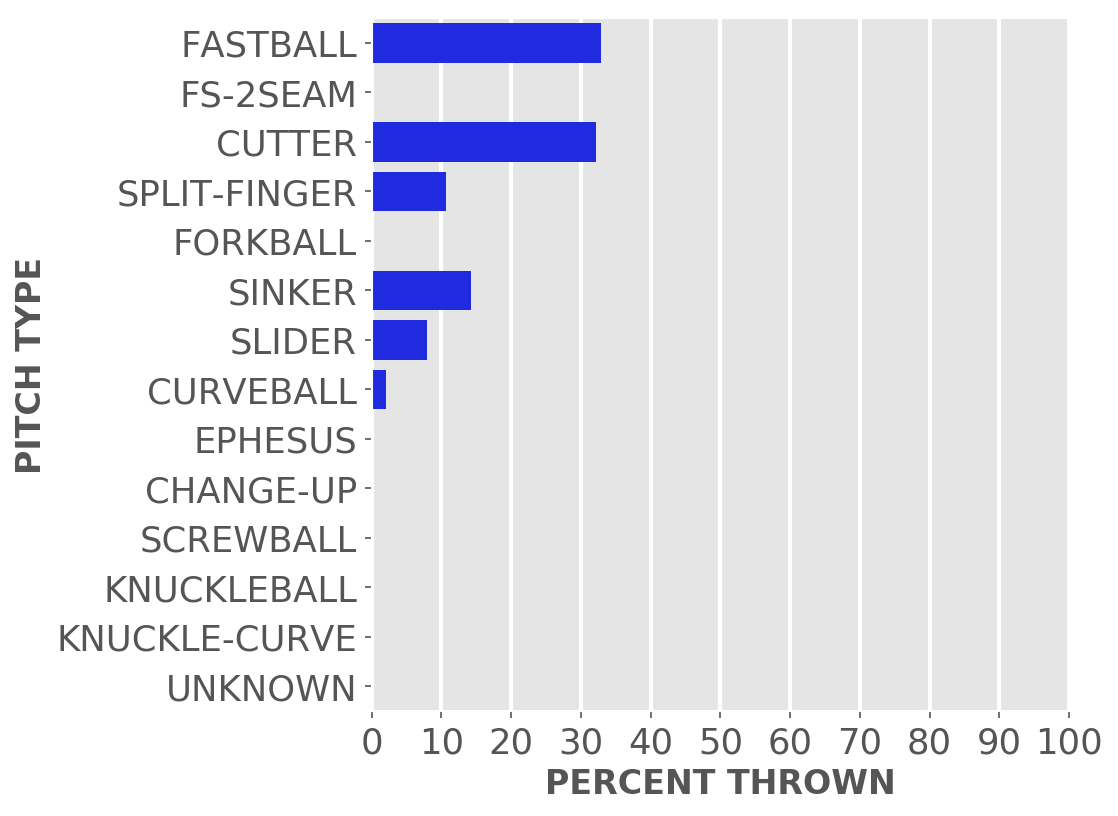 FASTBALL
FS-2SEAM
CUTTER
SPLIT-FINGER
FORKBALL
SINKER
SLIDER
CURVEBALL
EPHESUS
CHANGE-UP
SCREWBALL
KNUCKLEBALL
KNUCKLE-CURVE
UNKNOWN
PITCH TYPE
0 10 20 30 40 50 60 70 80 90 100
PERCENT THROWN